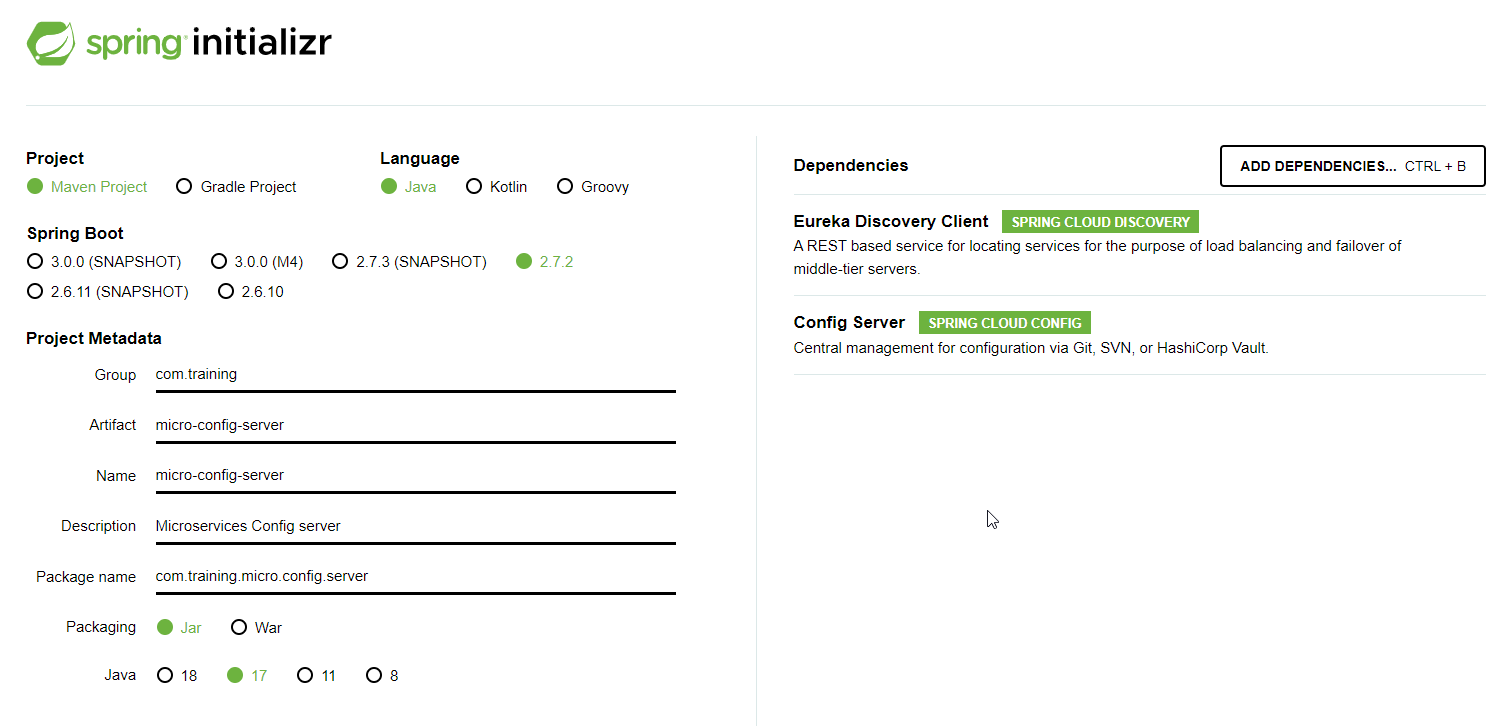 spring initializr
Project
Maven Project Gradle Project
Language
Java Kotlin Groovy
Spring Boot
3.0.0 (SNAPSHOT) 3.0.0 (M4) 2.7.3 (SNAPSHOT) 2.7.2
2.6.11 (SNAPSHOT) 2.6.10
Project Metadata
Group com.training
Artifact micro-config-server
Name micro-config-server
Description Microservices Config server
Package name com.training.micro.config.server
Packaging Jar War
Java 18 17 11 8
Dependencies ADD DEPENDENCIES... CTRL + B
Eureka Discovery Client SPRING CLOUD DISCOVERY
A REST based service for locating services for the purpose of load balancing and failover of
middle-tier servers.
Config Server SPRING CLOUD CONFIG
Central management for configuration via Git, SVN, or HashiCorp Vault.